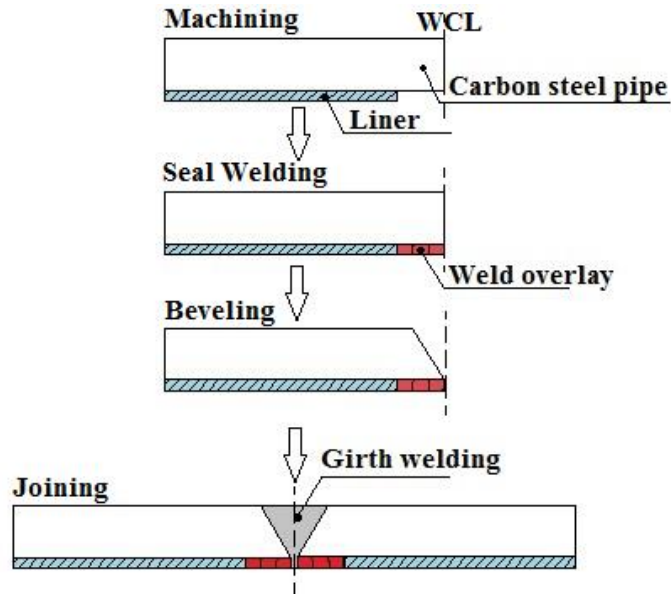 Machining
WCL
Carbon steel pipe
Liner
Seal Welding
Weld overlay
Beveling
Girth welding
Joining